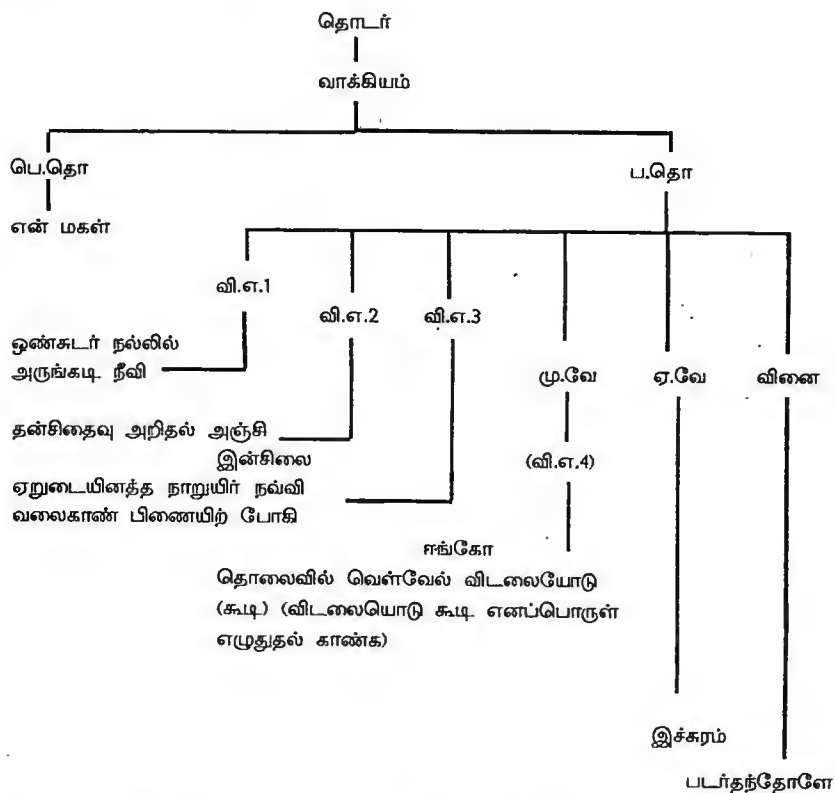 தொடர்
வாக்கியம்
பெ.தொ
ப.தொ
என் மகள்
வி.எ.1
வி.எ.2
வி.எ.3
ஒண்சுடர் நல்லில்
அருங்கடி நீவி
மு.வே
ஏ.வே
வினை
தன்சிதைவு அறிதல் அஞ்சி
இன்சிலை
(வி.எ.4)
ஏறுடையினத்த நாறுயிர் நவ்வி
வலைகாண் பிணையிற் போகி
ஈங்கோ
தொலைவில் வெள்வேல் விடலையோடு
(கூடி) (விடலையொடு கூடி எனப்பொருள்
எழுதுதல் காண்க)
இச்சுரம்
படர்தந்தோளே